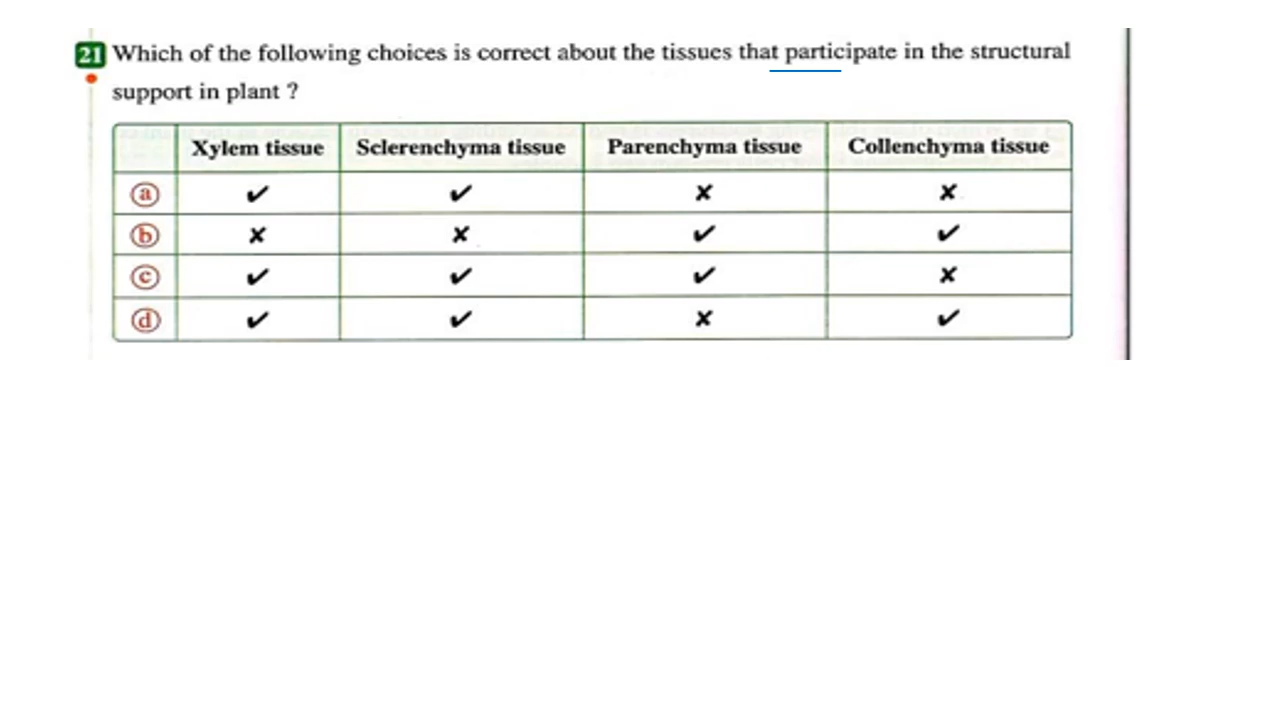 21 Which of the following choices is correct about the tissues that participate in the structural
support in plant ?
Xylem tissue Sclerenchyma tissue Parenchyma tissue Collenchyma tissue
a ✔ ✔ ✘ ✘
b ✘ ✘ ✔ ✔
c ✔ ✔ ✔ ✘
d ✔ ✔ ✘ ✔